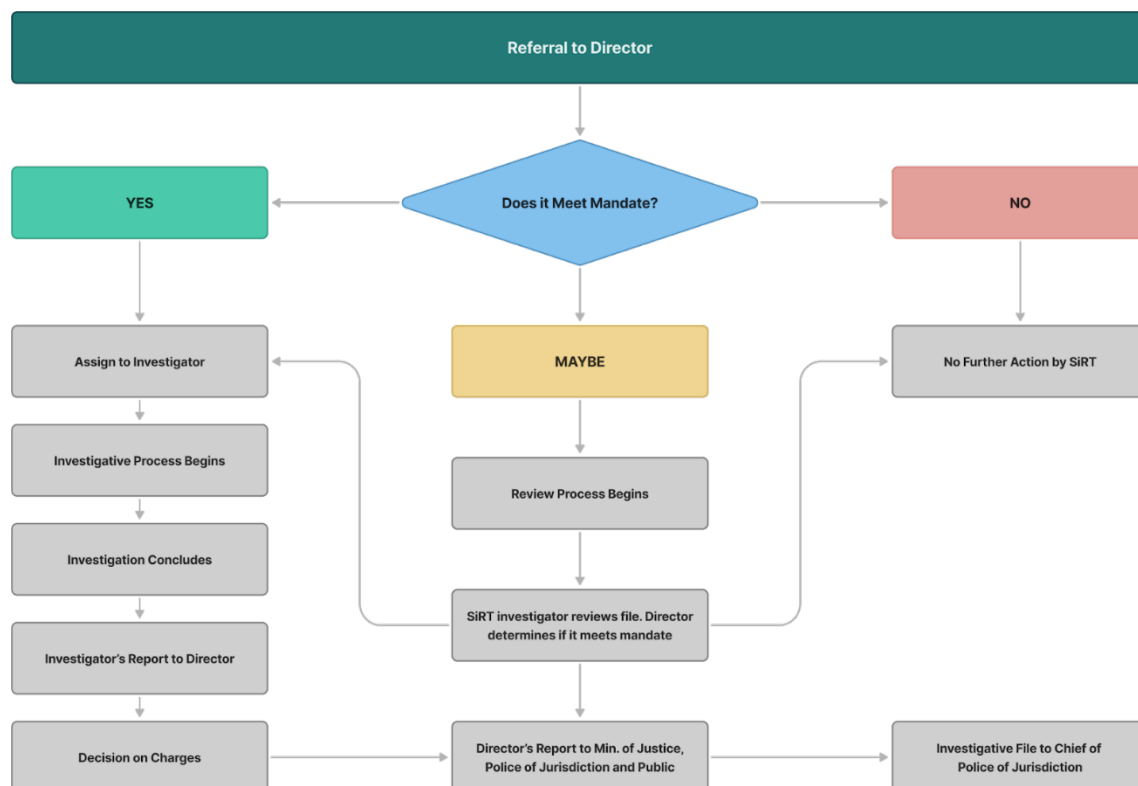 Referral to Director
YES
Does it Meet Mandate?
NO
Assign to Investigator
MAYBE
No Further Action by SiRT
Investigative Process Begins
Review Process Begins
Investigation Concludes
SiRT investigator reviews file. Director
determines if it meets mandate
Investigator's Report to Director
Decision on Charges
Director's Report to Min. of Justice,
Police of Jurisdiction and Public
Investigative File to Chief of
Police of Jurisdiction